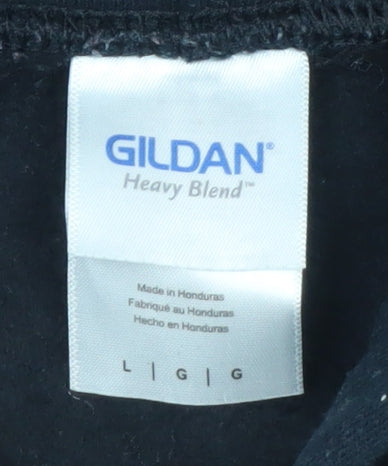 GILDAN®
Heavy Blend™
Made in Honduras
Fabriqué au Honduras
Hecho en Honduras
L | G | G